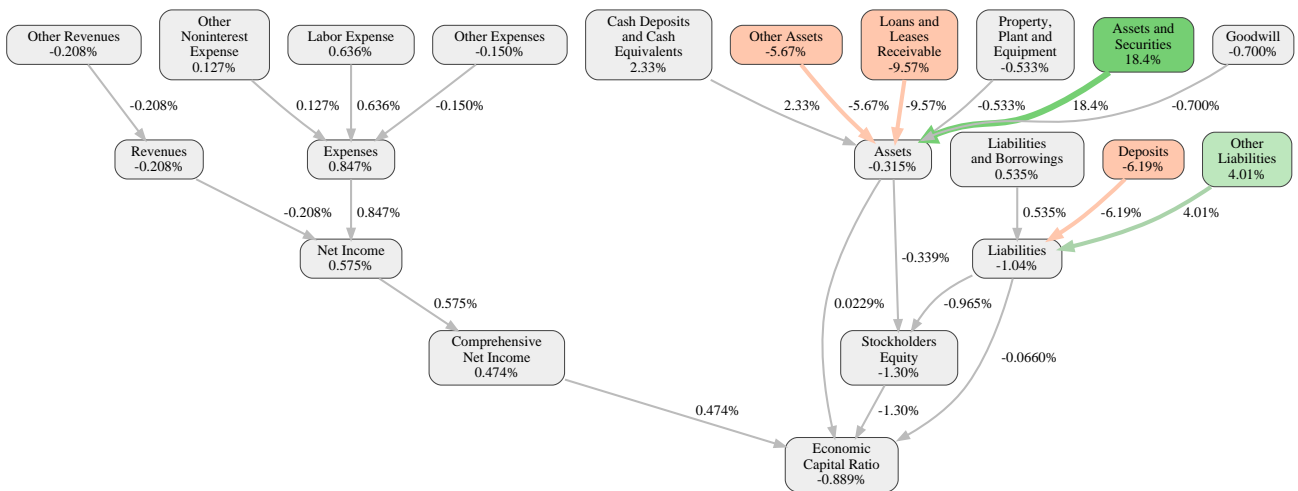 Other Revenues
-0.208%
Other
Noninterest
Expense
0.127%
Labor Expense
0.636%
Other Expenses
-0.150%
Cash Deposits
and Cash
Equivalents
2.33%
Other Assets
-5.67%
Loans and
Leases
Receivable
-9.57%
Property,
Plant and
Equipment
-0.533%
Assets and
Securities
18.4%
Goodwill
-0.700%
-0.208%
0.127%
0.636%
-0.150%
2.33%
-5.67%
-9.57%
-0.533%
18.4%
-0.700%
Revenues
-0.208%
Expenses
0.847%
Assets
-0.315%
Liabilities
and Borrowings
0.535%
Deposits
-6.19%
Other
Liabilities
4.01%
-0.208%
0.847%
0.535%
-6.19%
4.01%
Net Income
0.575%
-0.339%
Liabilities
-1.04%
0.575%
0.0229%
-0.965%
Comprehensive
Net Income
0.474%
Stockholders
Equity
-1.30%
-0.0660%
0.474%
-1.30%
Economic
Capital Ratio
-0.889%